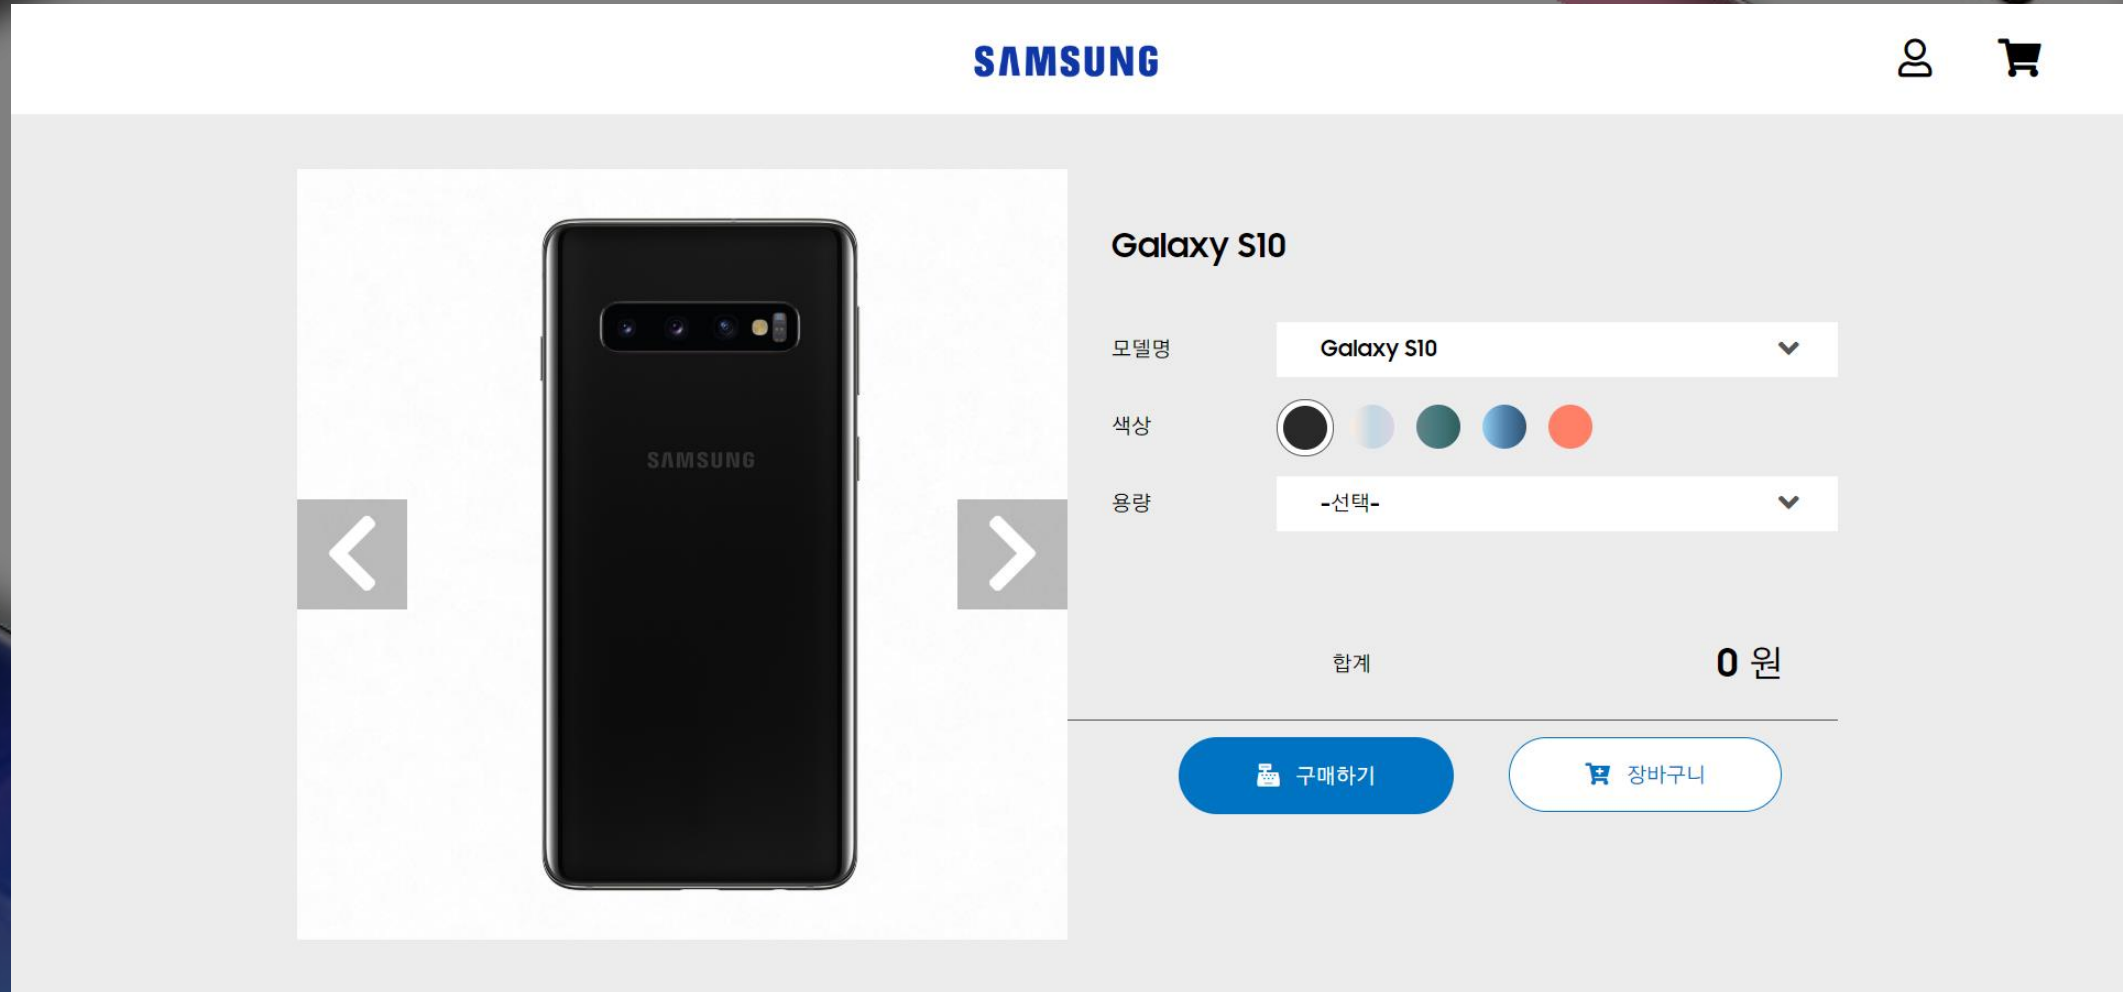 SAMSUNG
SAMSUNG
Galaxy S10
모델명
Galaxy S10
색상
용량
-선택-
합계
0 원
구매하기
장바구니